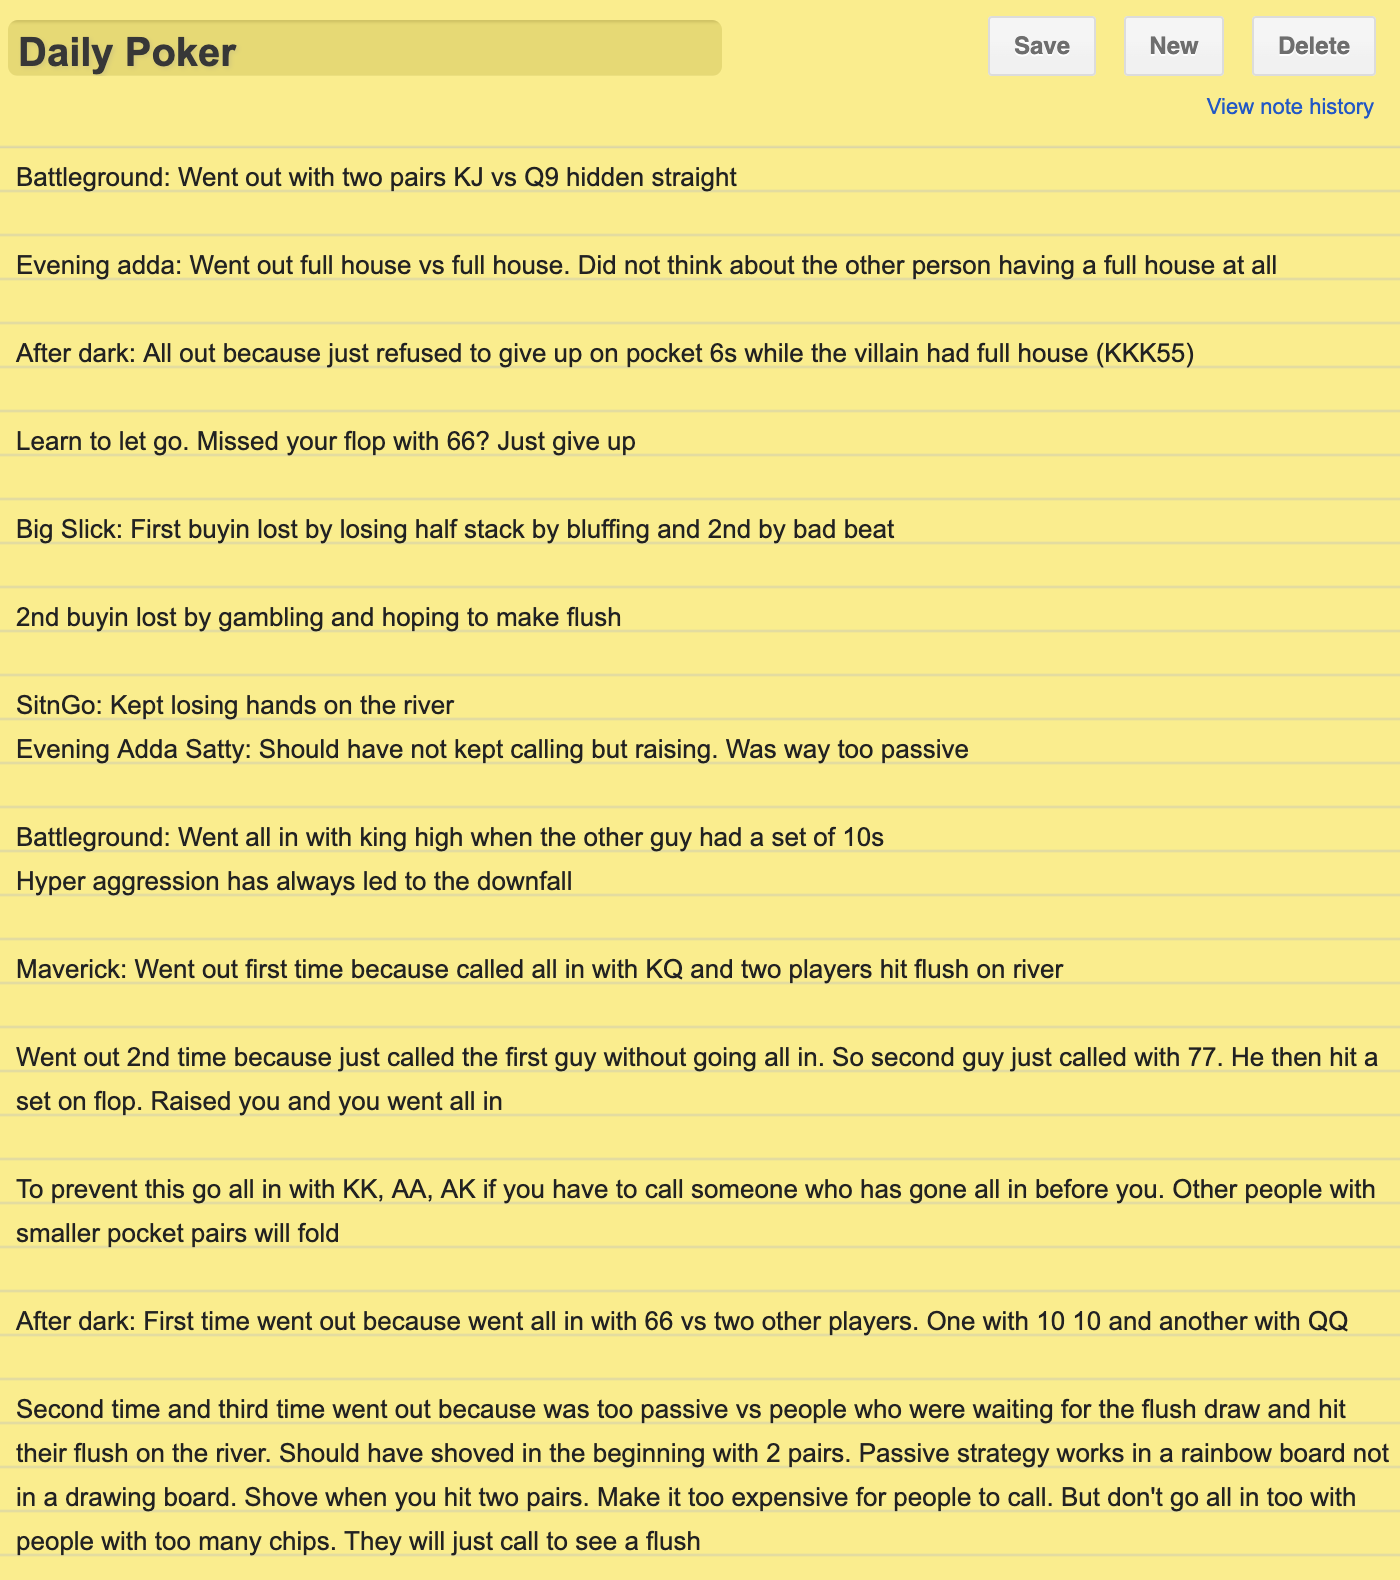 Daily Poker
Save
New
Delete
View note history
Battleground: Went out with two pairs KJ vs Q9 hidden straight
Evening adda: Went out full house vs full house. Did not think about the other person having a full house at all
After dark: All out because just refused to give up on pocket 6s while the villain had full house (KKK55)
Learn to let go. Missed your flop with 66? Just give up
Big Slick: First buyin lost by losing half stack by bluffing and 2nd by bad beat
2nd buyin lost by gambling and hoping to make flush
SitnGo: Kept losing hands on the river
Evening Adda Satty: Should have not kept calling but raising. Was way too passive
Battleground: Went all in with king high when the other guy had a set of 10s
Hyper aggression has always led to the downfall
Maverick: Went out first time because called all in with KQ and two players hit flush on river
Went out 2nd time because just called the first guy without going all in. So second guy just called with 77. He then hit a
set on flop. Raised you and you went all in
To prevent this go all in with KK, AA, AK if you have to call someone who has gone all in before you. Other people with
smaller pocket pairs will fold
After dark: First time went out because went all in with 66 vs two other players. One with 10 10 and another with QQ
Second time and third time went out because was too passive vs people who were waiting for the flush draw and hit
their flush on the river. Should have shoved in the beginning with 2 pairs. Passive strategy works in a rainbow board not
in a drawing board. Shove when you hit two pairs. Make it too expensive for people to call. But don't go all in too with
people with too many chips. They will just call to see a flush